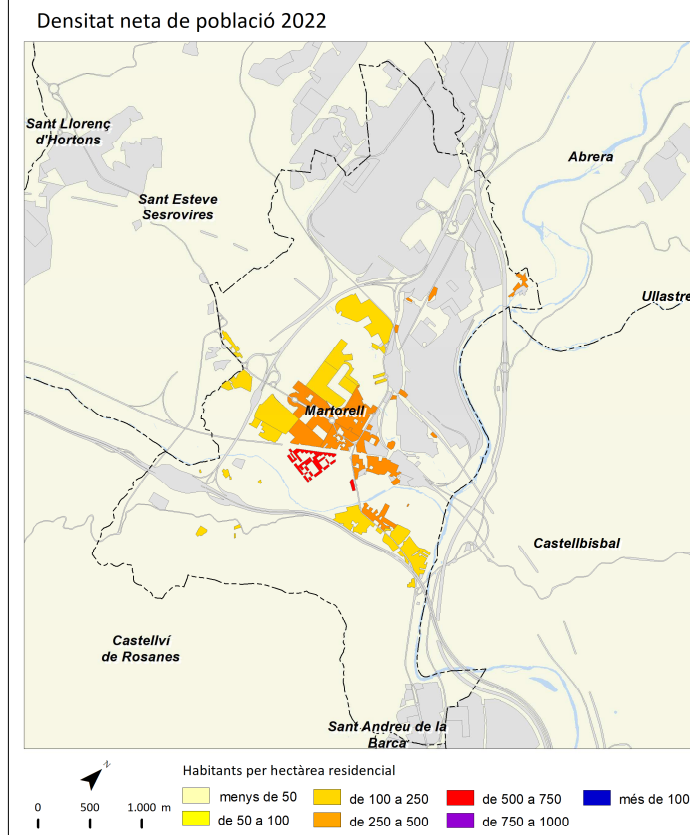 Densitat neta de població 2022
Sant Llorenç
d'Hortons
Abrera
Sant Esteve
Sesrovires
Ullastre
Martorell
Castellbisbal
Castellví
de Rosanes
Sant Andreu de la
Barca
N
Habitants per hectàrea residencial
menys de 50
de 100 a 250
de 500 a 750
més de 100
de 50 a 100
de 250 a 500
de 750 a 1000
0 500 1.000 m